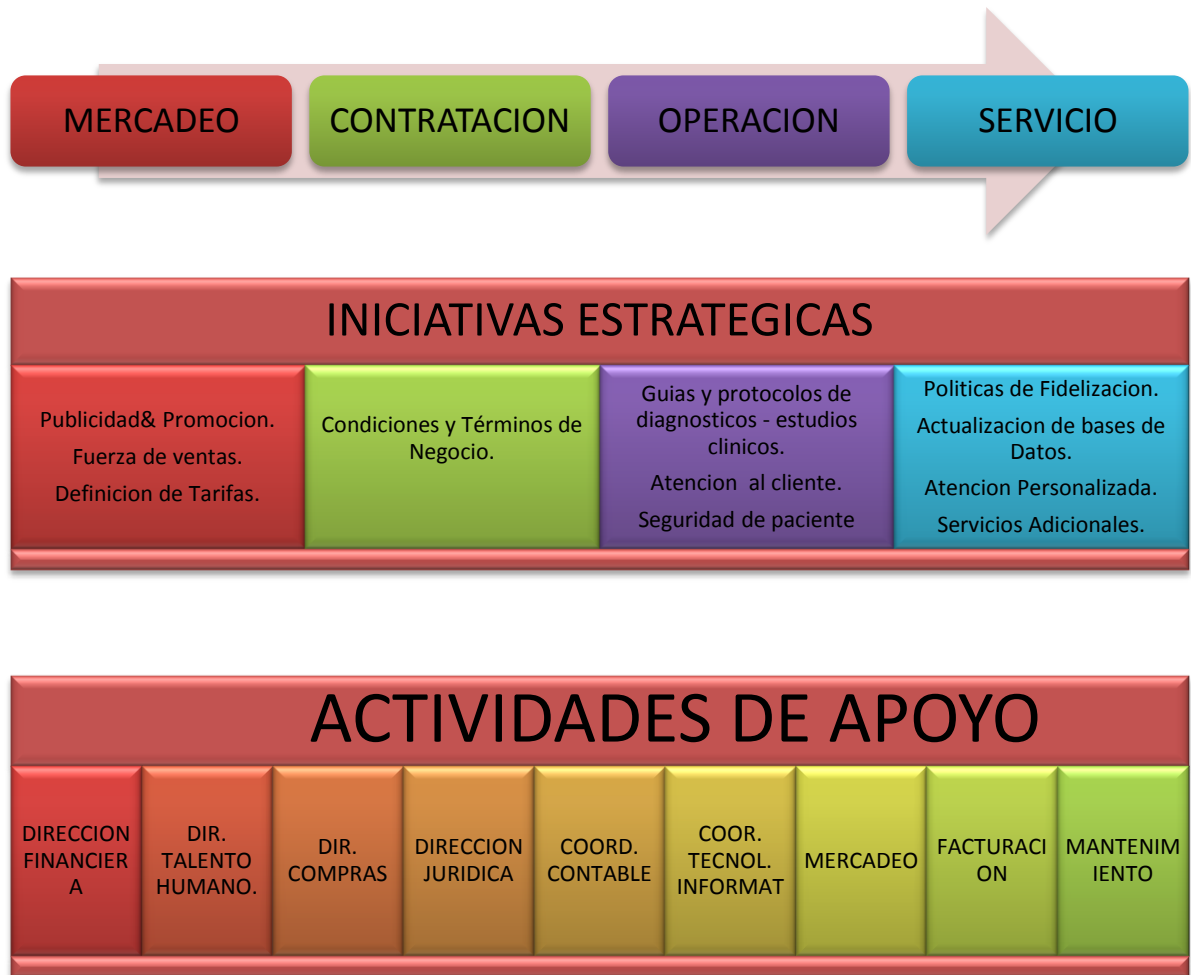 MERCADEO
CONTRATACION
OPERACION
SERVICIO
INICIATIVAS ESTRATEGICAS
Publicidad& Promocion.
Fuerza de ventas.
Definicion de Tarifas.
Condiciones y Términos de
Negocio.
Guias y protocolos de
diagnosticos - estudios
clinicos.
Atencion al cliente.
Seguridad de paciente
Politicas de Fidelizacion.
Actualizacion de bases de
Datos.
Atencion Personalizada.
Servicios Adicionales.
ACTIVIDADES DE APOYO
DIRECCION
FINANCIER
A
DIR.
TALENTO
HUMANO.
DIR.
COMPRAS
DIRECCION
JURIDICA
COORD.
CONTABLE
COOR.
TECNOL.
INFORMAT
MERCADEO
FACTURACI
ON
MANTENIM
IENTO